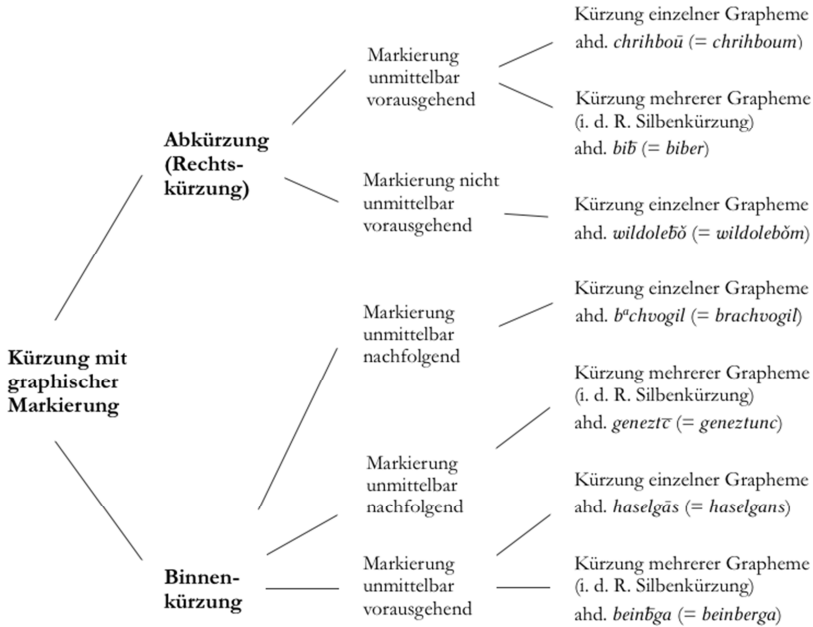 Kürzung mit
graphischer
Markierung
Abkürzung
(Rechts-
kürzung)
Markierung
unmittelbar
vorausgehend
Kürzung einzelner Grapheme
ahd. chrihboū (= chrihboum)
Kürzung mehrerer Grapheme
(i. d. R. Silbenkürzung)
ahd. bib̄ (= biber)
Markierung nicht
unmittelbar
vorausgehend
Kürzung einzelner Grapheme
ahd. wildoleb̄ǒ (= wildolebǒm)
Binnen-
kürzung
Markierung
unmittelbar
nachfolgend
Kürzung einzelner Grapheme
ahd. bᵃchvogil (= brachvogil)
Markierung
unmittelbar
nachfolgend
Kürzung mehrerer Grapheme
(i. d. R. Silbenkürzung)
ahd. geneztc̄ (= geneztunc)
Markierung
unmittelbar
vorausgehend
Kürzung einzelner Grapheme
ahd. haselgās (= haselgans)
Kürzung mehrerer Grapheme
(i. d. R. Silbenkürzung)
ahd. beinb̄ga (= beinberga)